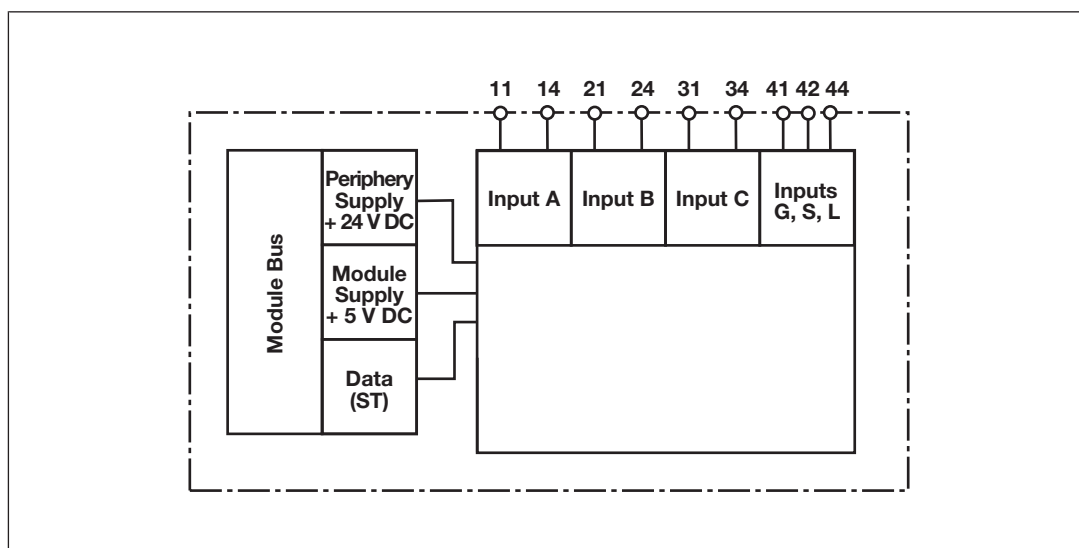 11 14 21 24 31 34 41 42 44
Module Bus
Periphery
Supply
+ 24 V DC
Module
Supply
+ 5 V DC
Data
(ST)
Input A
Input B
Input C
Inputs
G, S, L